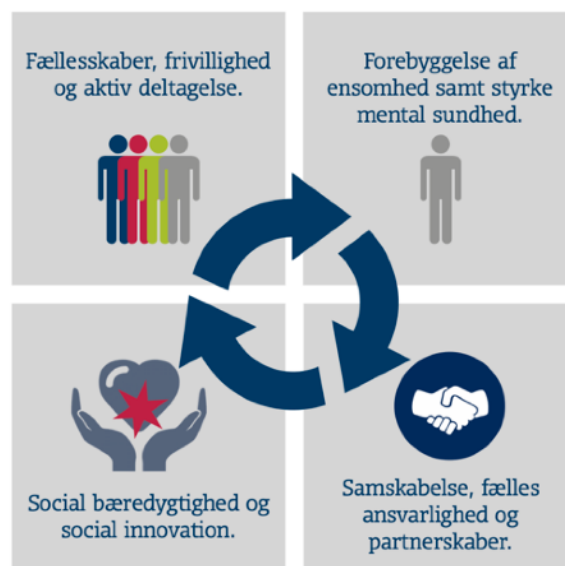 Fællesskaber, frivillighed
og aktiv deltagelse.
Forebyggelse af
ensomhed samt styrke
mental sundhed.
Social bæredygtighed og
social innovation.
Samskabelse, fælles
ansvarlighed og
partnerskaber.